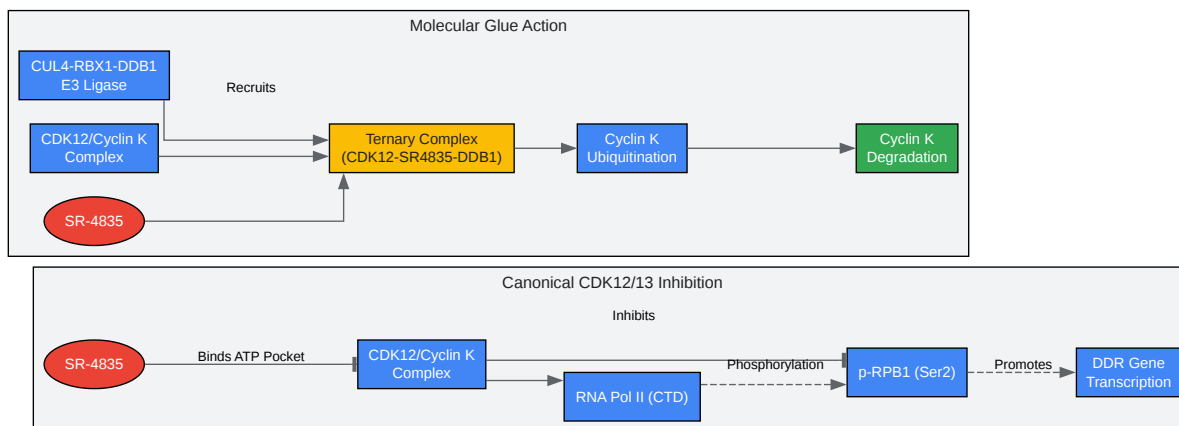 Molecular Glue Action
CUL4-RBX1-DDB1
E3 Ligase
Recruits
CDK12/Cyclin K
Complex
Ternary Complex
(CDK12-SR4835-DDB1)
Cyclin K
Ubiquitination
Cyclin K
Degradation
SR-4835
Canonical CDK12/13 Inhibition
Inhibits
SR-4835
Binds ATP Pocket
CDK12/Cyclin K
Complex
RNA Pol II (CTD)
Phosphorylation
p-RPB1 (Ser2)
Promotes
DDR Gene
Transcription